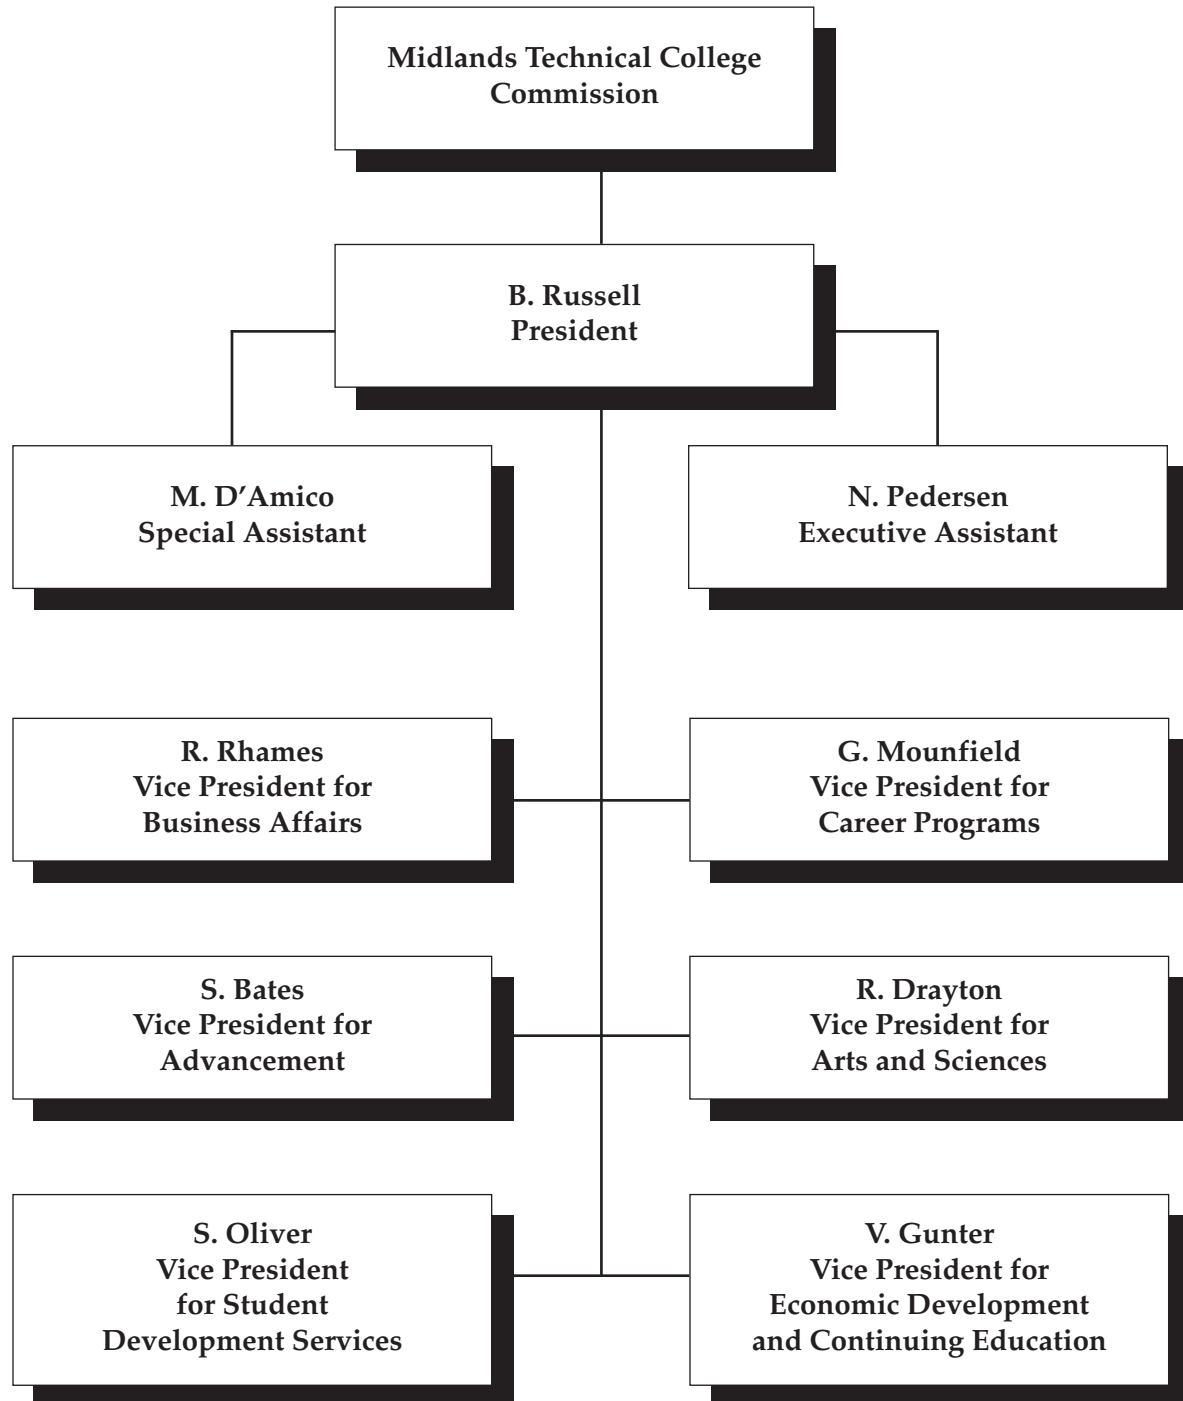 Midlands Technical College
Commission
B. Russell
President
M. D’Amico
Special Assistant
N. Pedersen
Executive Assistant
R. Rhames
Vice President for
Business Affairs
G. Mounfield
Vice President for
Career Programs
S. Bates
Vice President for
Advancement
R. Drayton
Vice President for
Arts and Sciences
S. Oliver
Vice President
for Student
Development Services
V. Gunter
Vice President for
Economic Development
and Continuing Education